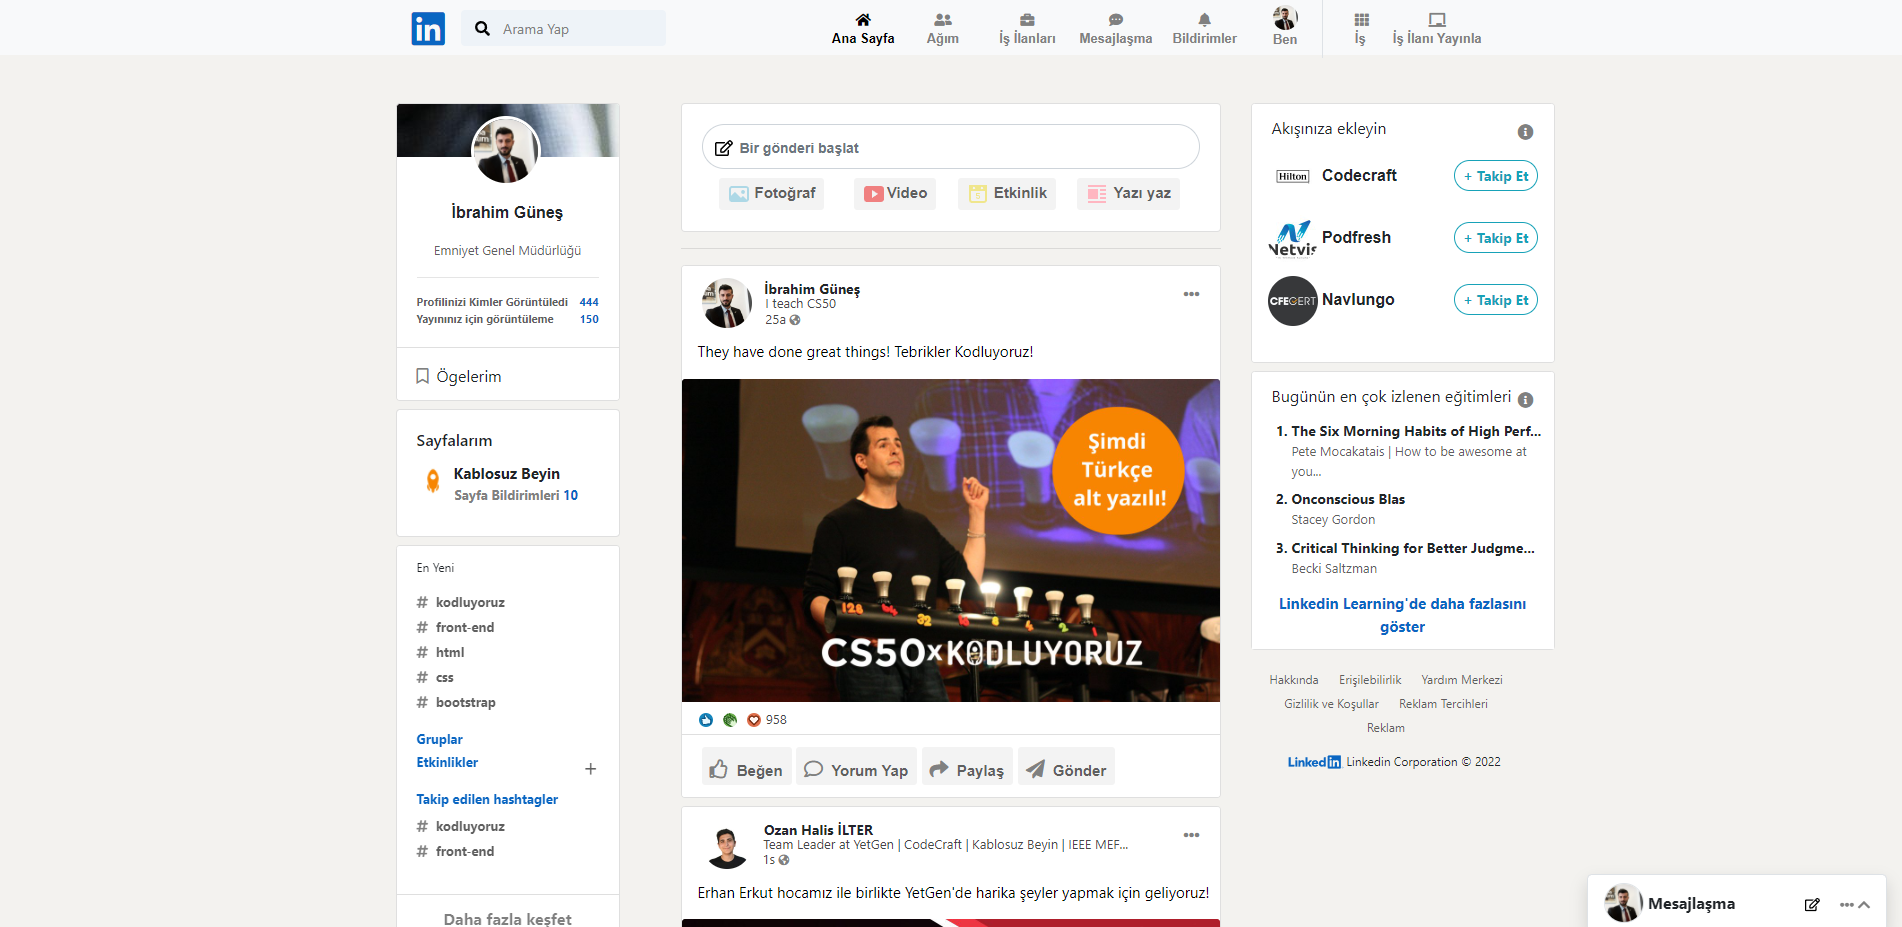 in
Arama Yap
Ana Sayfa
Ağım
İş İlanları
Mesajlaşma
Bildirimler
Ben
İş
İş İlanı Yayınla
İbrahim Güneş
Emniyet Genel Müdürlüğü
Profilinizi Kimler Görüntüledi 444
Yayınınız için görüntüleme 150
Ögelerim
Sayfalarım
Kablosuz Beyin
Sayfa Bildirimleri 10
En Yeni
# kodluyoruz
# front-end
# html
# css
# bootstrap
Gruplar
Etkinlikler
+
Takip edilen hashtagler
# kodluyoruz
# front-end
Daha fazla keşfet
Bir gönderi başlat
Fotoğraf
Video
Etkinlik
Yazı yaz
İbrahim Güneş
I teach CS50
25a
They have done great things! Tebrikler Kodluyoruz!
Şimdi
Türkçe
alt yazılı!
128 64 32 16 8 4 2 1
CS50xKODLUYORUZ
958
Beğen
Yorum Yap
Paylaş
Gönder
Ozan Halis İLTER
Team Leader at YetGen | CodeCraft | Kablosuz Beyin | IEEE MEF...
1s
Erhan Erkut hocamız ile birlikte YetGen'de harika şeyler yapmak için geliyoruz!
Akışınıza ekleyin
Hilton
Codecraft
+ Takip Et
Netvis
Podfresh
+ Takip Et
CFECERT
Navlungo
+ Takip Et
Bugünün en çok izlenen eğitimleri
1. The Six Morning Habits of High Perf...
Pete Mocakatais | How to be awesome at
you...
2. Onconscious Blas
Stacey Gordon
3. Critical Thinking for Better Judgme...
Becki Saltzman
Linkedin Learning'de daha fazlasını
göster
Hakkında Erişilebilirlik Yardım Merkezi
Gizlilik ve Koşullar Reklam Tercihleri
Reklam
Linkedin Linkedin Corporation © 2022
Mesajlaşma